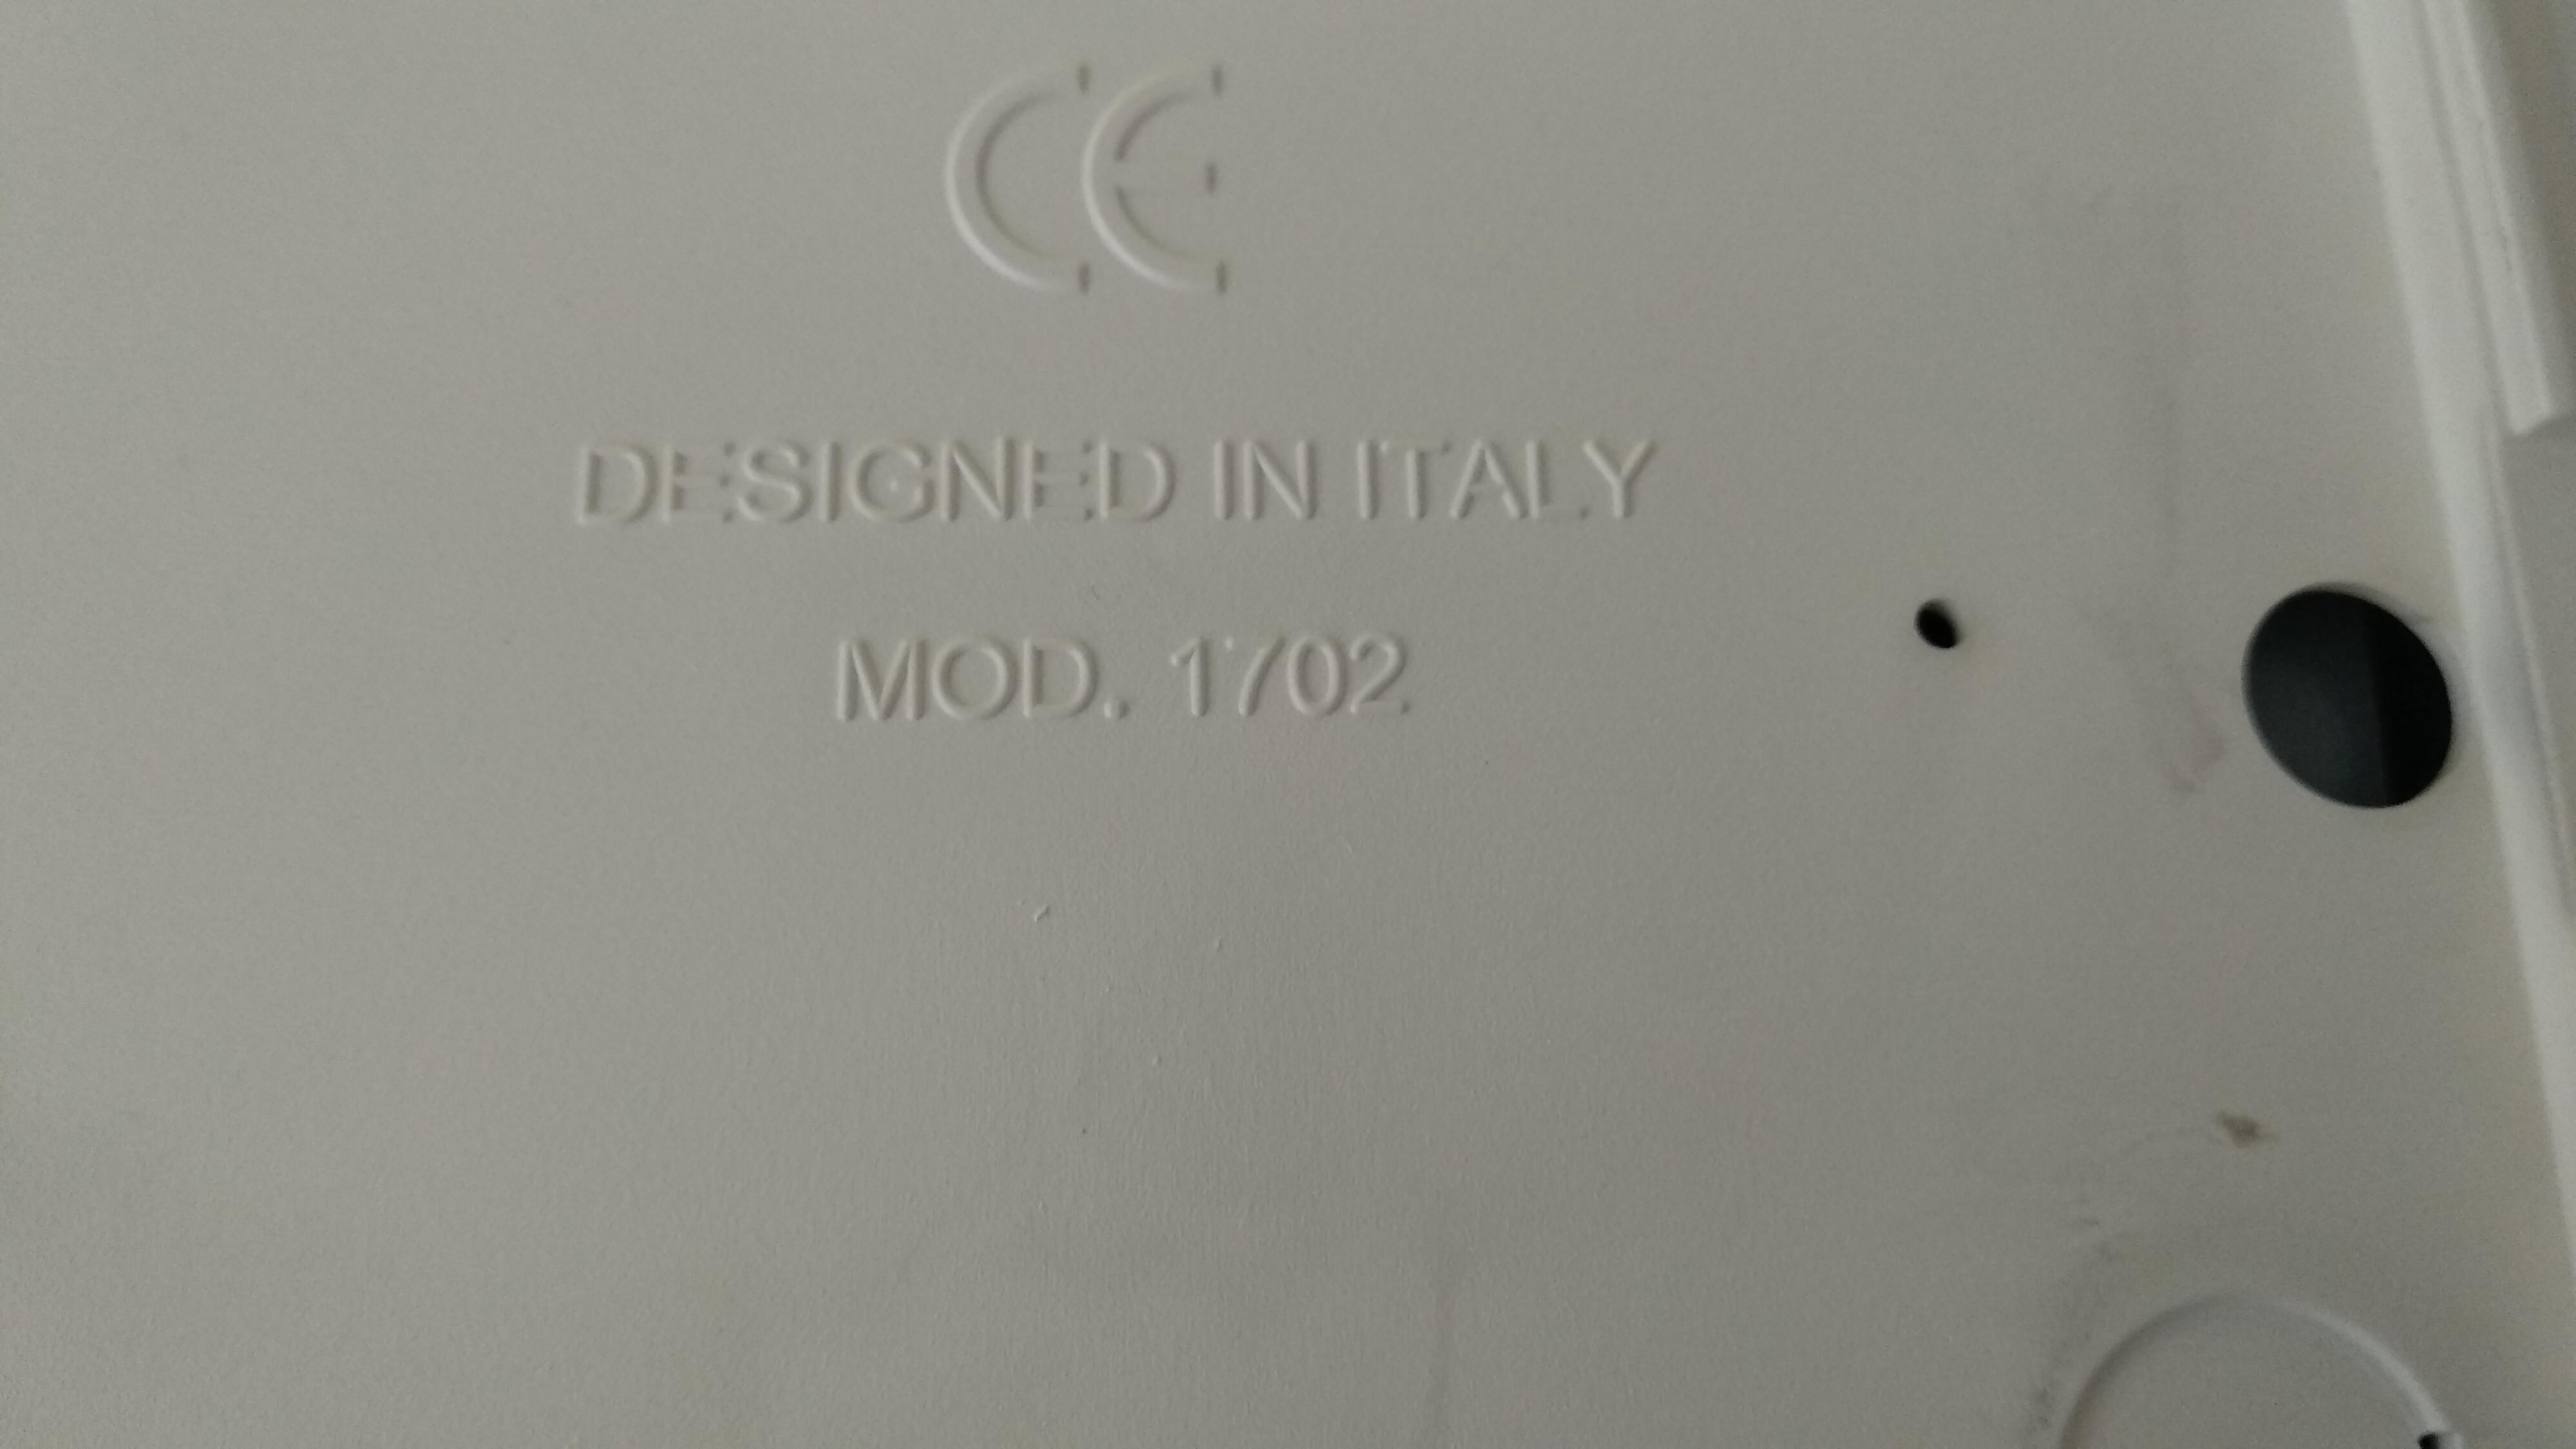 CE
DESIGNED IN ITALY
MOD. 1702